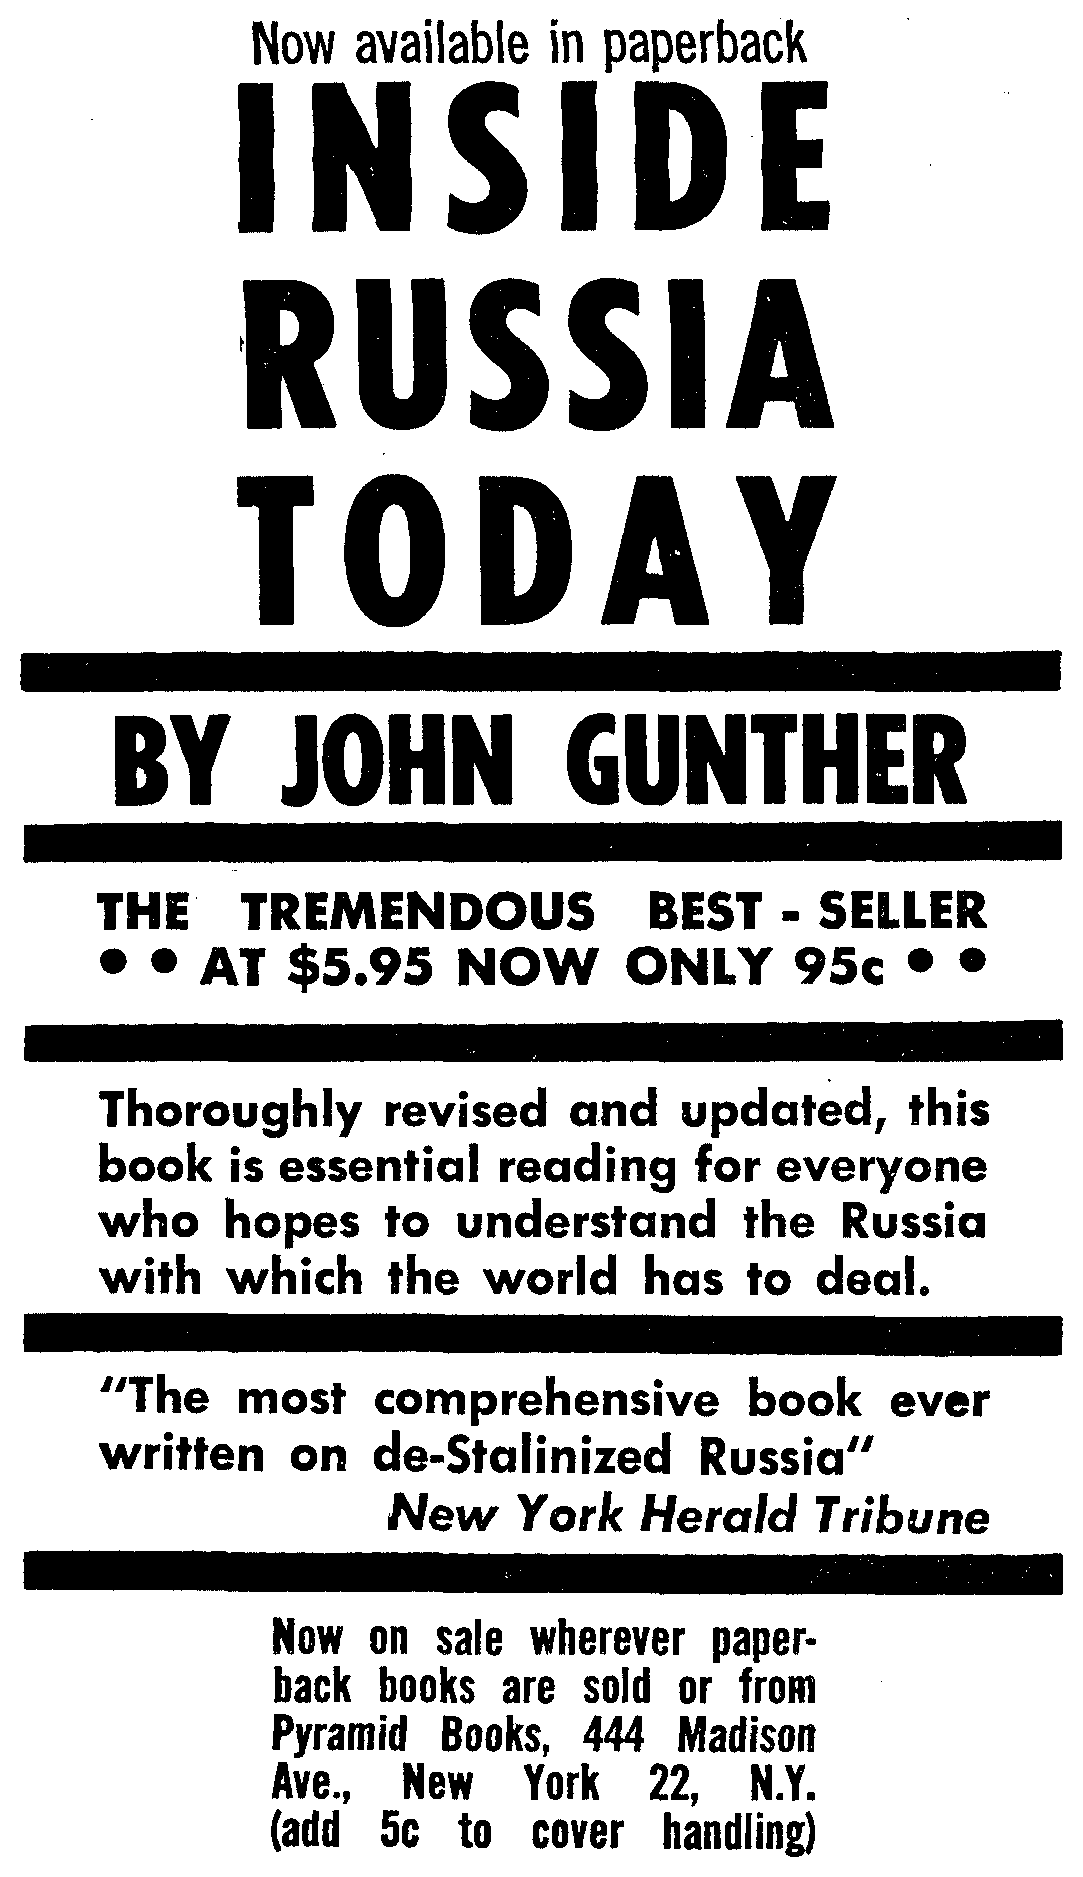 Now available in paperback
INSIDE
RUSSIA
TODAY
BY JOHN GUNTHER
THE TREMENDOUS BEST - SELLER
• • AT $5.95 NOW ONLY 95c • •
Thoroughly revised and updated, this
book is essential reading for everyone
who hopes to understand the Russia
with which the world has to deal.
"The most comprehensive book ever
written on de-Stalinized Russia"
New York Herald Tribune
Now on sale wherever paper-
back books are sold or from
Pyramid Books, 444 Madison
Ave., New York 22, N.Y.
(add 5c to cover handling)